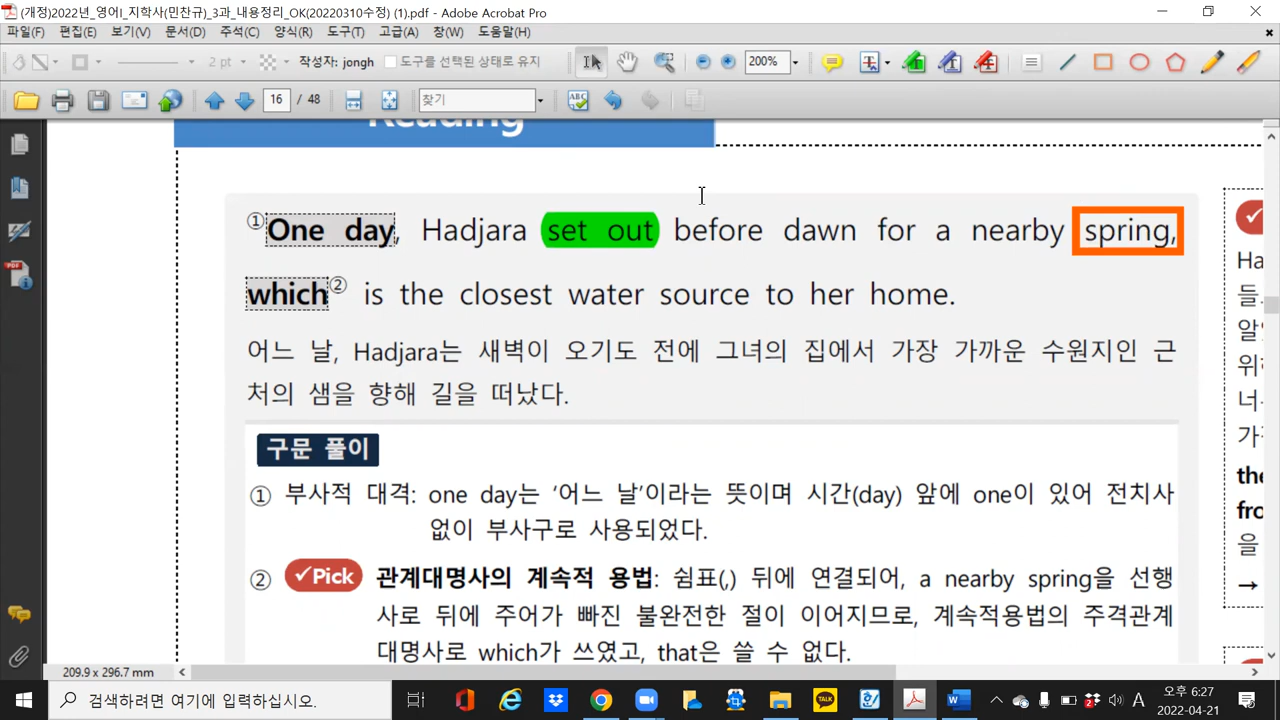 (개정)2022년_영어I_지학사(민찬규)_3과_내용정리_OK(20220310수정) (1).pdf - Adobe Acrobat Pro
파일(F) 편집(E) 보기(V) 문서(D) 주석(C) 양식(R) 도구(T) 고급(A) 창(W) 도움말(H)
2 pt 작성자: jongh 도구를 선택된 상태로 유지 200%
16 / 48 찾기
Reading
①One day, Hadjara set out before dawn for a nearby spring,
which② is the closest water source to her home.
어느 날, Hadjara는 새벽이 오기도 전에 그녀의 집에서 가장 가까운 수원지인 근
처의 샘을 향해 길을 떠났다.
구문 풀이
① 부사적 대격: one day는 ‘어느 날’이라는 뜻이며 시간(day) 앞에 one이 있어 전치사
없이 부사구로 사용되었다.
② ✓Pick 관계대명사의 계속적 용법: 쉼표(,) 뒤에 연결되어, a nearby spring을 선행
사로 뒤에 주어가 빠진 불완전한 절이 이어지므로, 계속적용법의 주격관계
대명사로 which가 쓰였고, that은 쓸 수 없다.
Ha
들
알
위
너
가
the
fro
을
→
209.9 x 296.7 mm
검색하려면 여기에 입력하십시오.
TALK
2
A
오후 6:27
2022-04-21